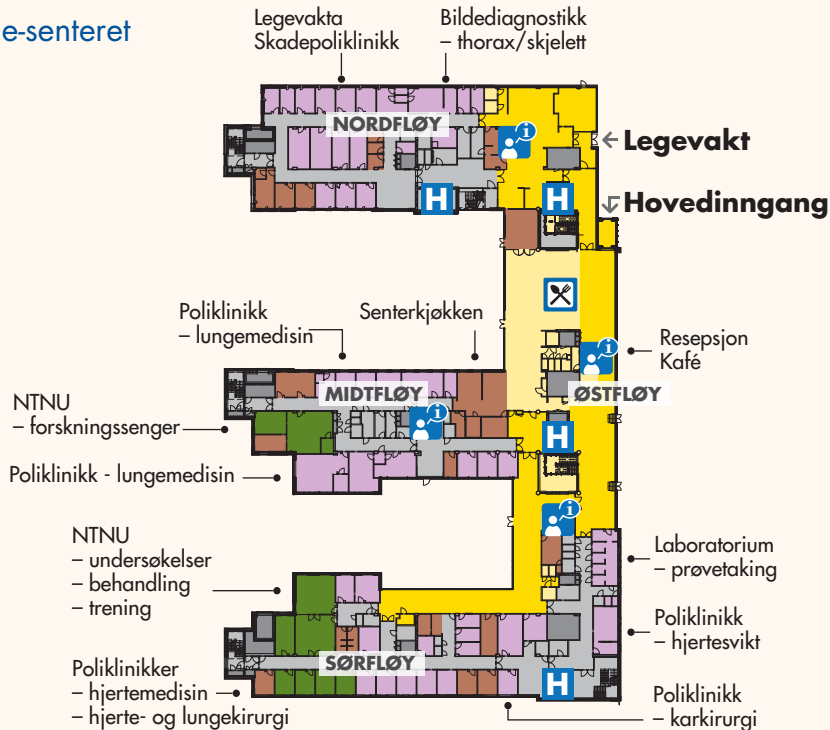 e-senteret
Legevakta
Skadepoliklinikk
Bildediagnostikk
– thorax/skjelett
NORDFLØY
i
Legevakt
H
H
Hovedinngang
Poliklinikk
– lungemedisin
Senterkjøkken
i
Resepsjon
Kafé
MIDTFLØY
ØSTFLØY
NTNU
– forskningssenger
i
H
Poliklinikk - lungemedisin
i
NTNU
– undersøkelser
– behandling
– trening
Laboratorium
– prøvetaking
Poliklinikk
– hjertesvikt
SØRFLØY
Poliklinikker
– hjertemedisin
– hjerte- og lungekirurgi
H
Poliklinikk
– karkirurgi